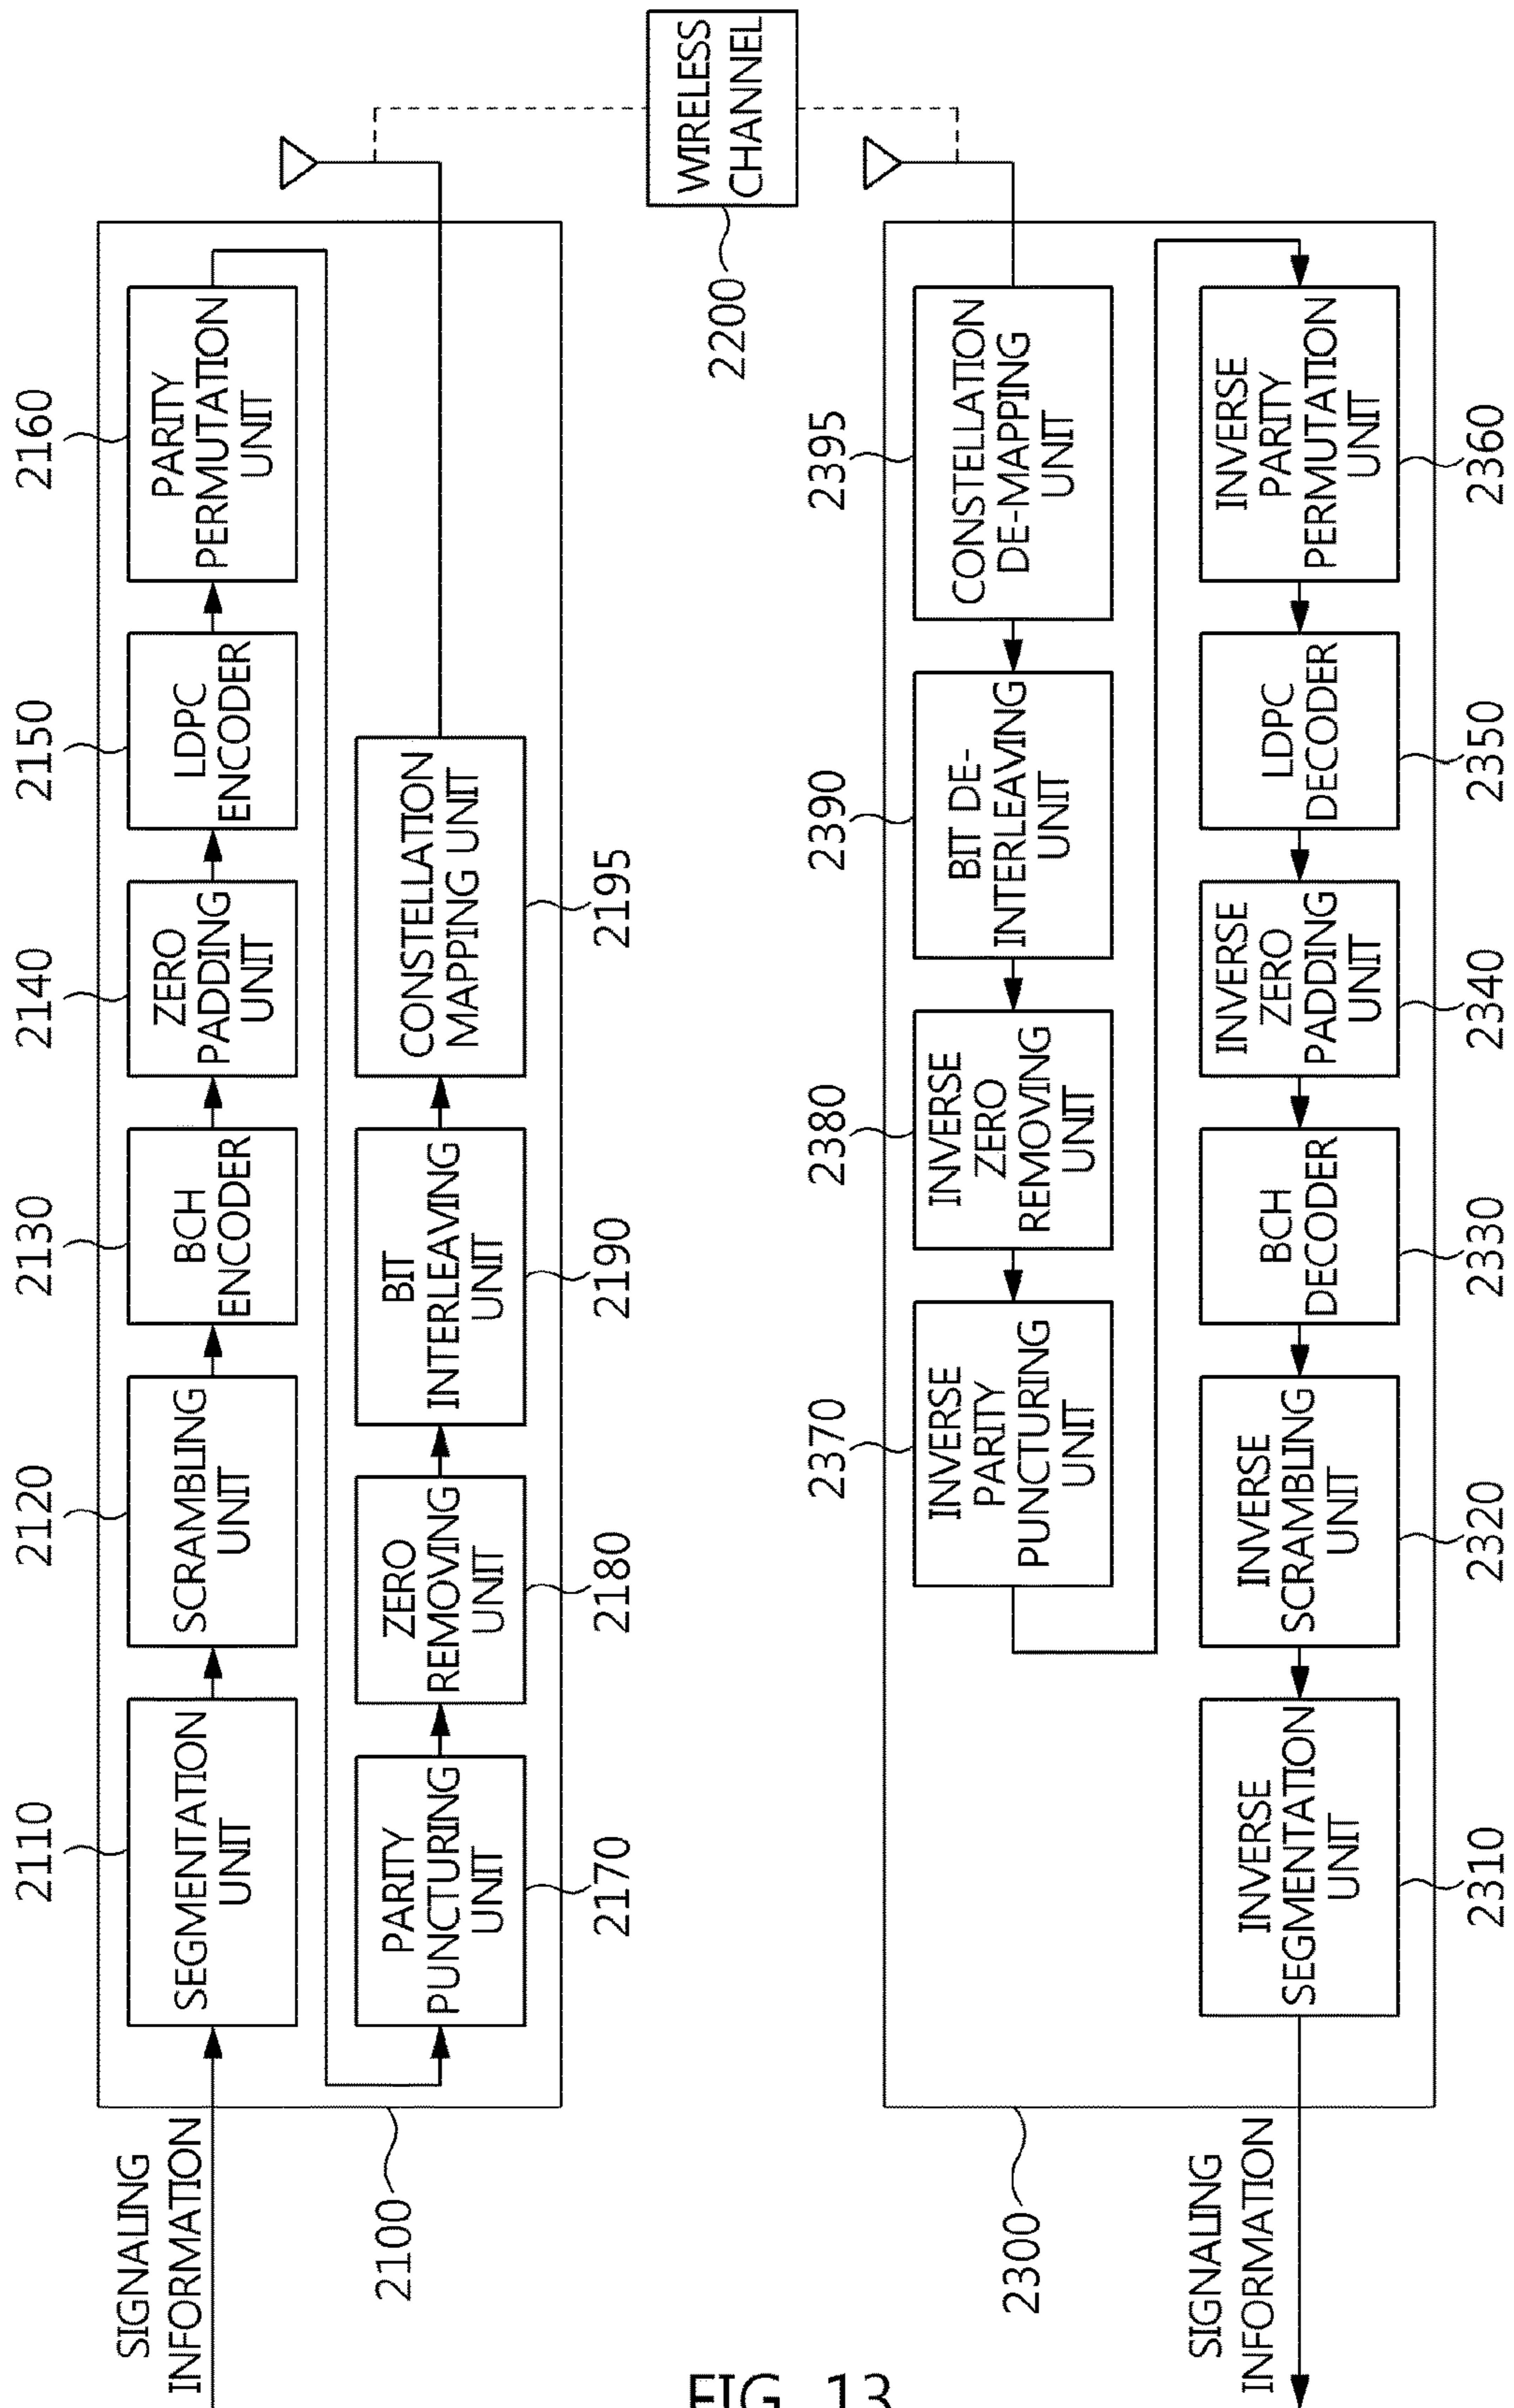 2110
2120
2130
2140
2150
2160
SIGNALING
INFORMATION
SEGMENTATION
UNIT
SCRAMBLING
UNIT
BCH
ENCODER
ZERO
PADDING
UNIT
LDPC
ENCODER
PARITY
PERMUTATION
UNIT
PARITY
PUNCTURING
UNIT
ZERO
REMOVING
UNIT
BIT
INTERLEAVING
UNIT
CONSTELLATION
MAPPING UNIT
2100
2170
2180
2190
2195
WIRELESS
CHANNEL
2200
2370
2380
2390
2395
INVERSE
PARITY
PUNCTURING
UNIT
INVERSE
ZERO
REMOVING
UNIT
BIT DE-
INTERLEAVING
UNIT
CONSTELLATION
DE-MAPPING
UNIT
2300
SIGNALING
INFORMATION
INVERSE
SEGMENTATION
UNIT
INVERSE
SCRAMBLING
UNIT
BCH
DECODER
INVERSE
ZERO
PADDING
UNIT
LDPC
DECODER
INVERSE
PARITY
PERMUTATION
UNIT
2310
2320
2330
2340
2350
2360
FIG. 13